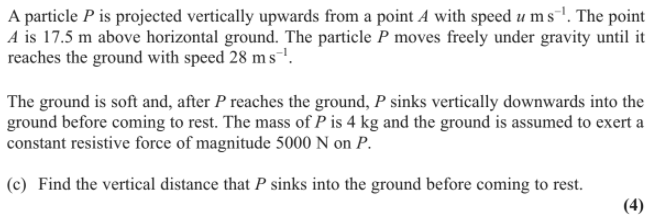 A particle P is projected vertically upwards from a point A with speed u m s⁻¹. The point
A is 17.5 m above horizontal ground. The particle P moves freely under gravity until it
reaches the ground with speed 28 m s⁻¹.
The ground is soft and, after P reaches the ground, P sinks vertically downwards into the
ground before coming to rest. The mass of P is 4 kg and the ground is assumed to exert a
constant resistive force of magnitude 5000 N on P.
(c) Find the vertical distance that P sinks into the ground before coming to rest.
(4)